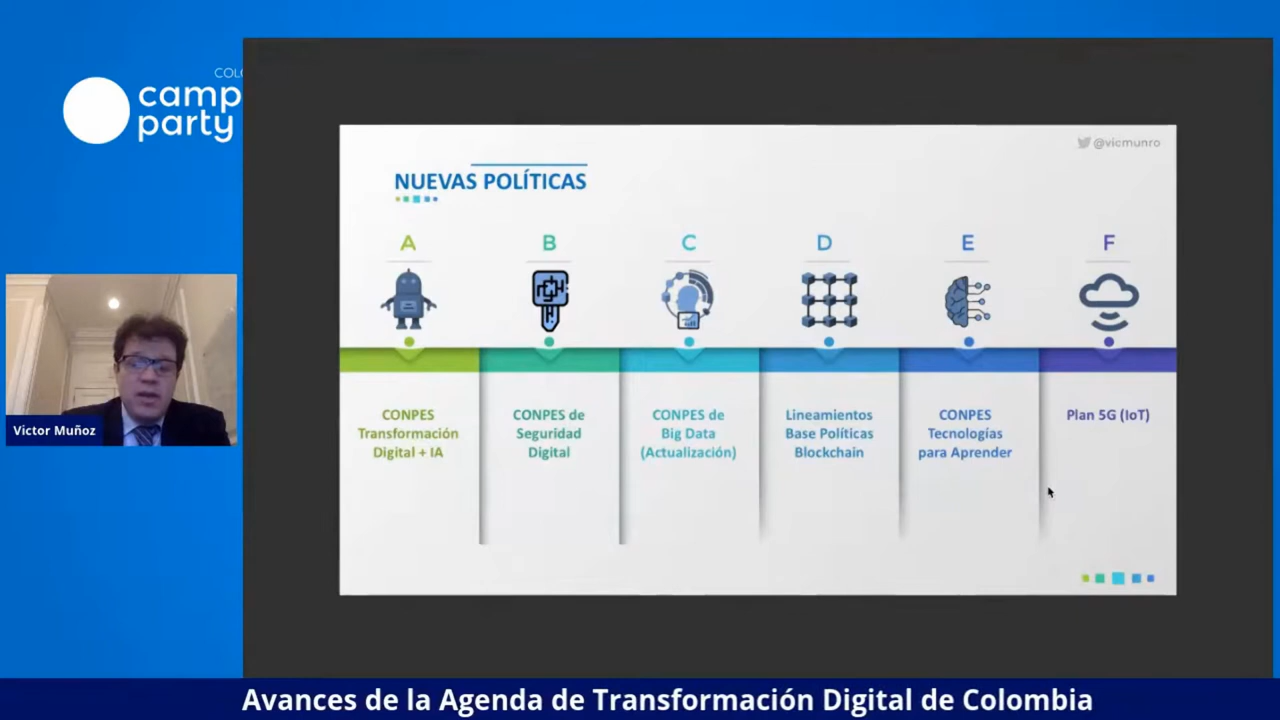 COLO
camp
party
@vicmunro
NUEVAS POLÍTICAS
A
B
C
D
E
F
CONPES
Transformación
Digital + IA
CONPES de
Seguridad
Digital
CONPES de
Big Data
(Actualización)
Lineamientos
Base Políticas
Blockchain
CONPES
Tecnologías
para Aprender
Plan 5G (IoT)
Victor Muñoz
Avances de la Agenda de Transformación Digital de Colombia